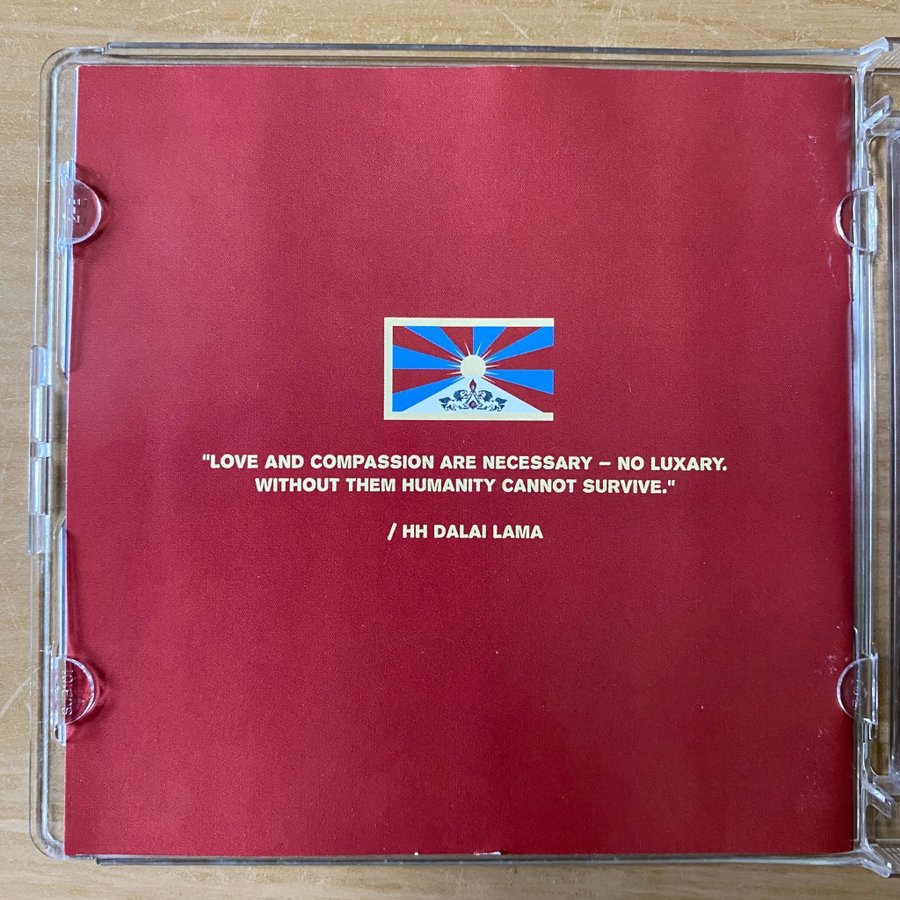 "LOVE AND COMPASSION ARE NECESSARY – NO LUXARY.
WITHOUT THEM HUMANITY CANNOT SURVIVE."
/ HH DALAI LAMA